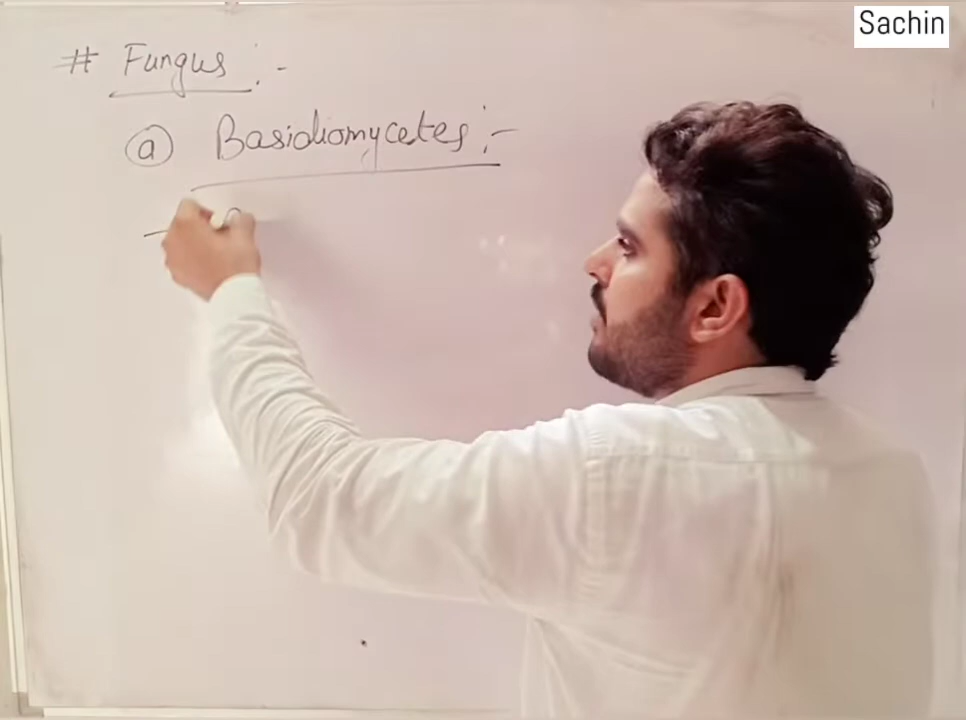 Sachin
# Fungus :-
(a) Basidiomycetes :-